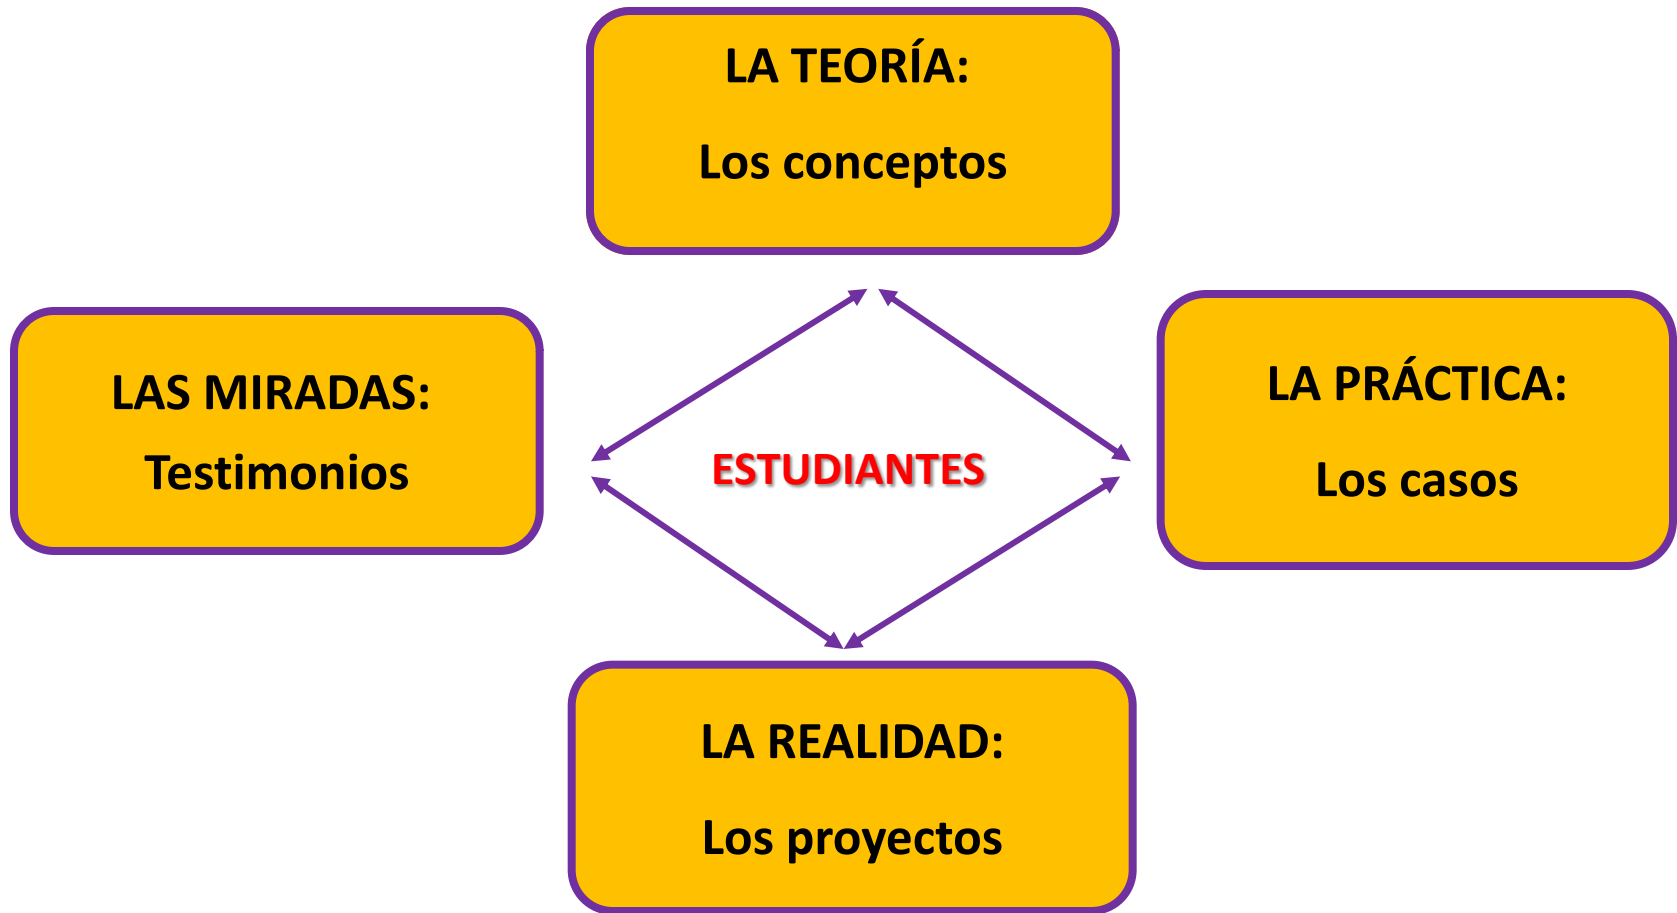 LA TEORÍA:
Los conceptos
LAS MIRADAS:
Testimonios
ESTUDIANTES
LA PRÁCTICA:
Los casos
LA REALIDAD:
Los proyectos